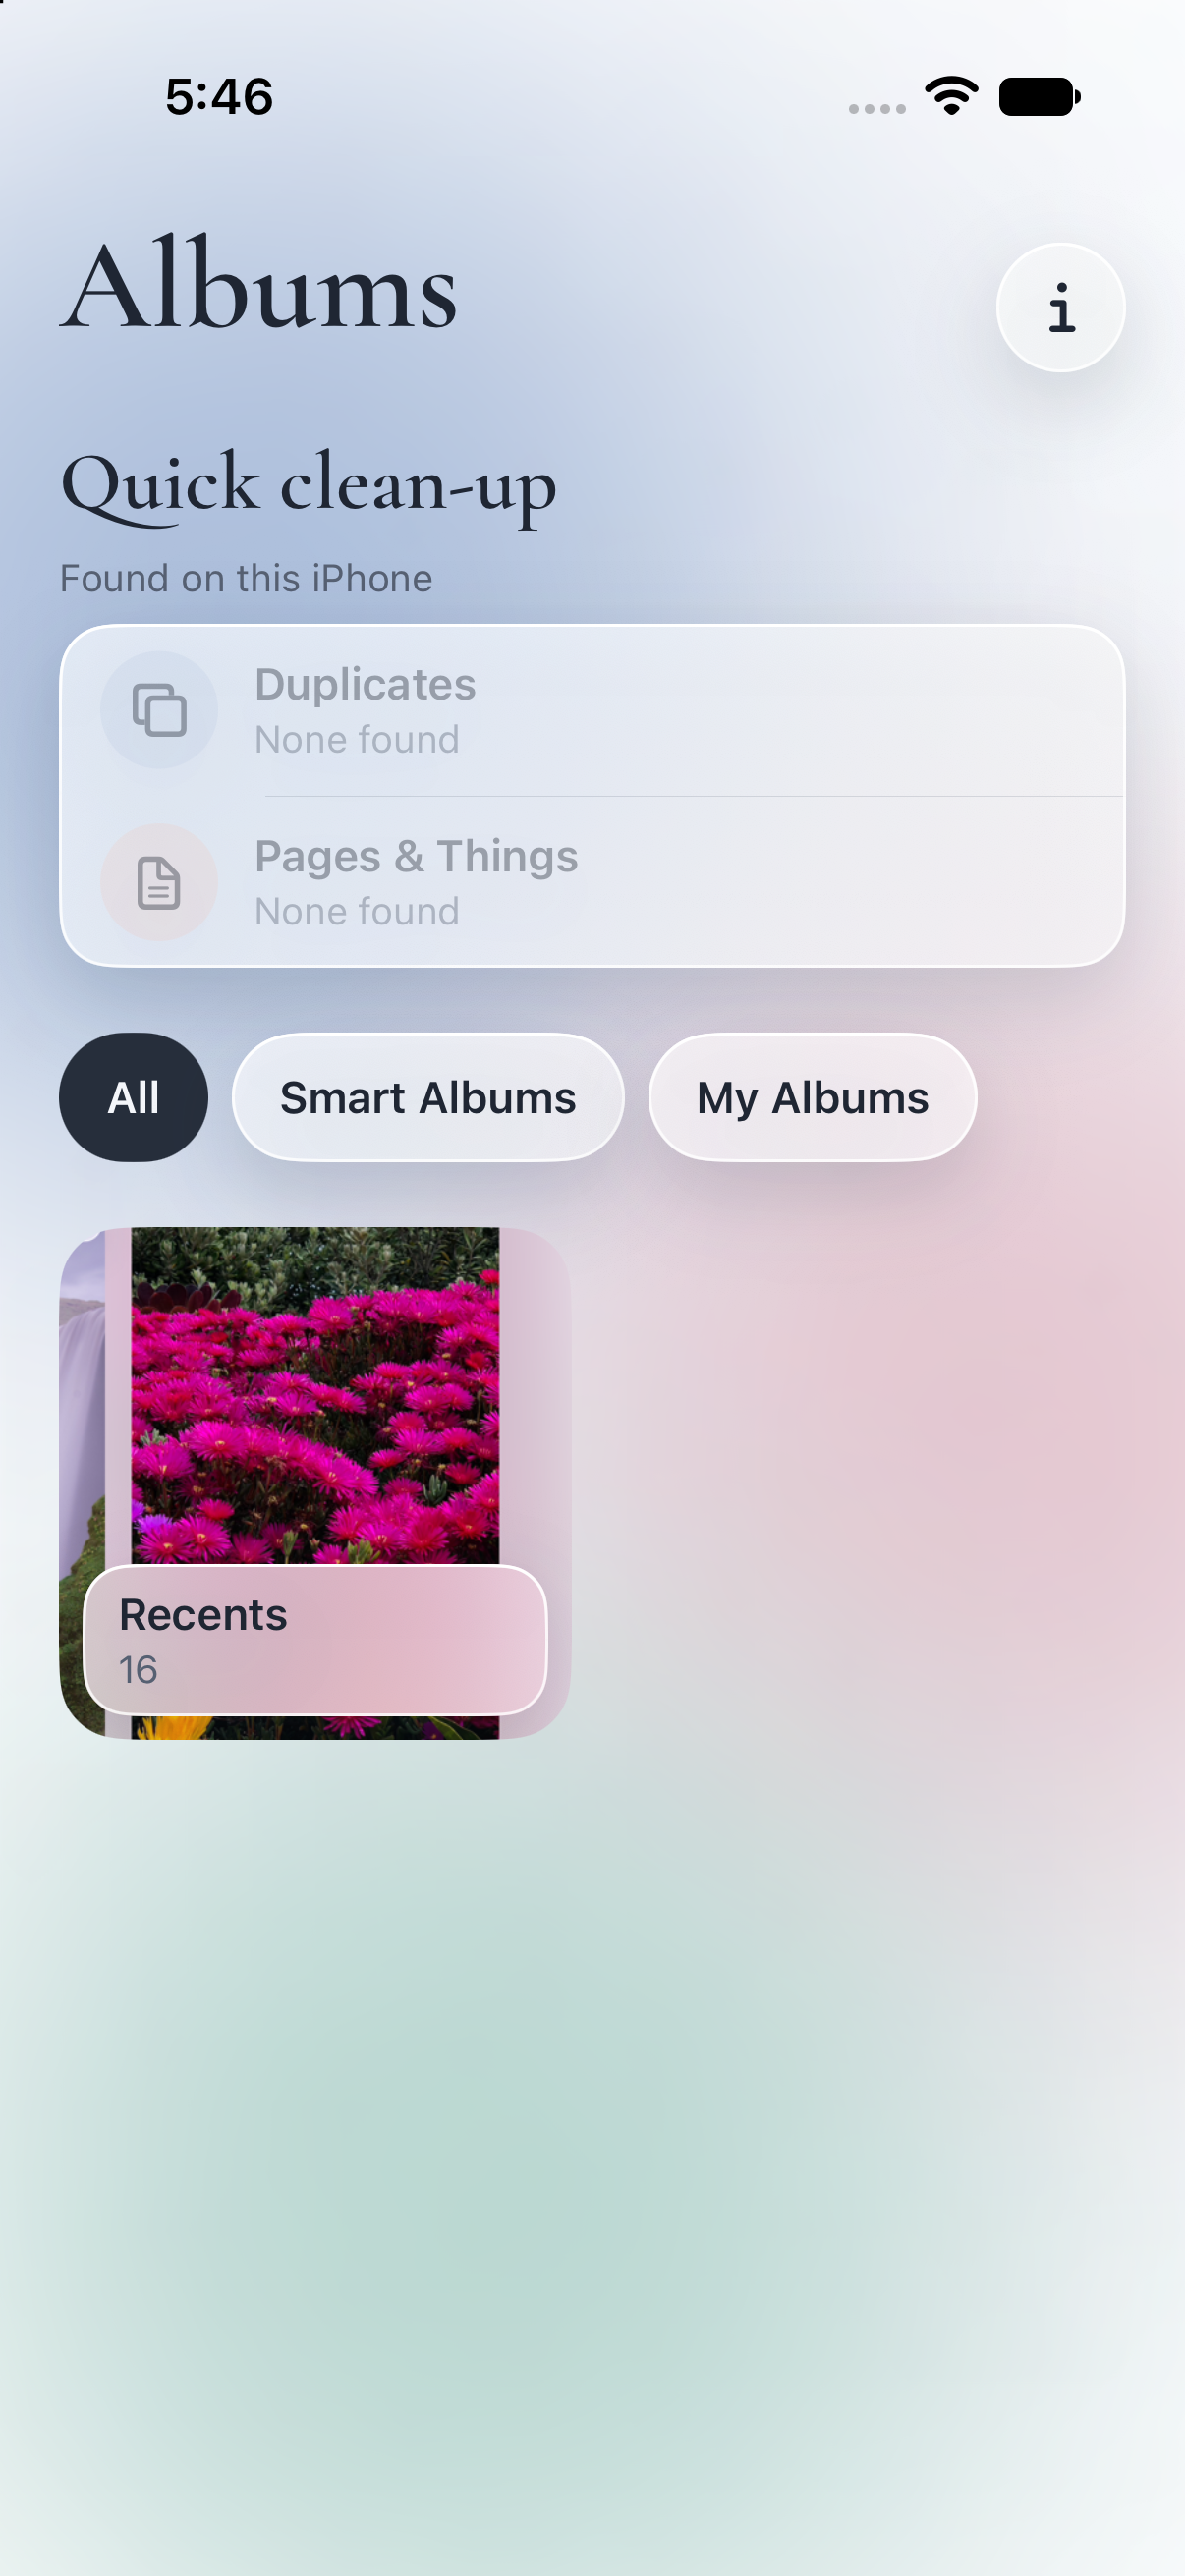 5:46
Albums
Quick clean-up
Found on this iPhone
Duplicates
None found
Pages & Things
None found
All Smart Albums My Albums
Recents
16